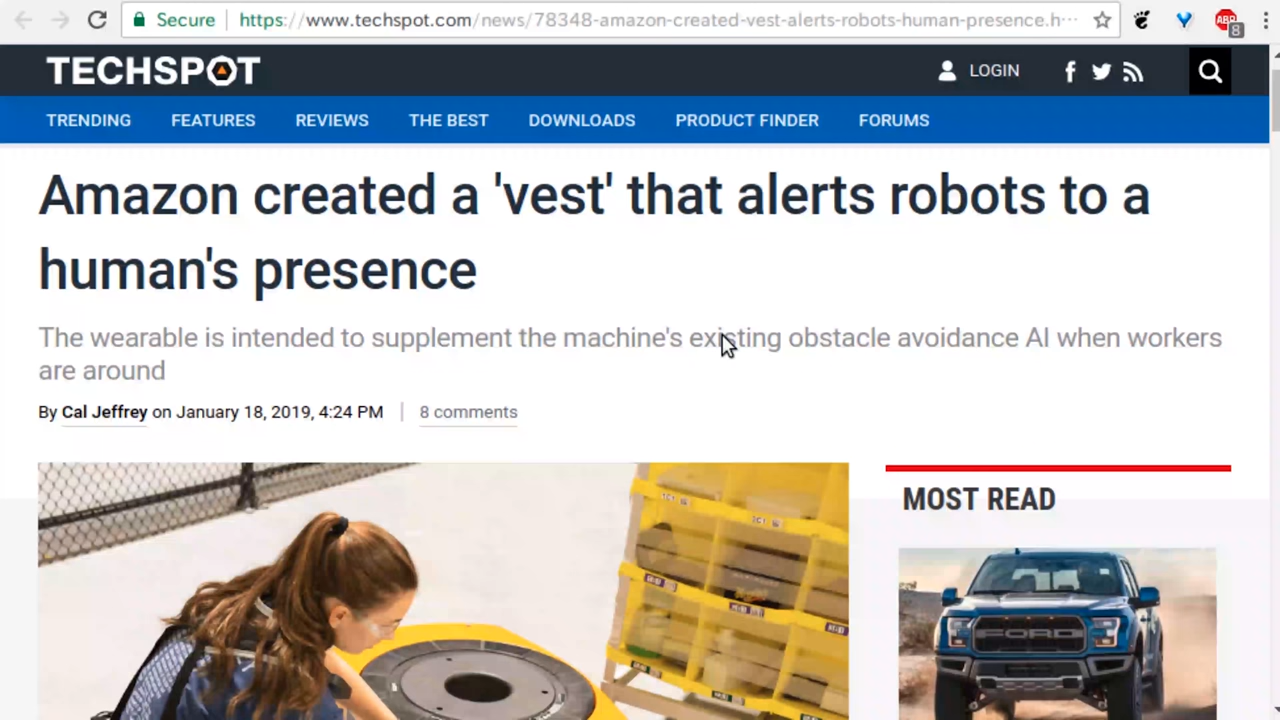 Secure https://www.techspot.com/news/78348-amazon-created-vest-alerts-robots-human-presence.h···
ABP
8
TECHSPOT
LOGIN
TRENDING FEATURES REVIEWS THE BEST DOWNLOADS PRODUCT FINDER FORUMS
Amazon created a 'vest' that alerts robots to a
human's presence
The wearable is intended to supplement the machine's existing obstacle avoidance AI when workers
are around
By Cal Jeffrey on January 18, 2019, 4:24 PM | 8 comments
MOST READ
FORD